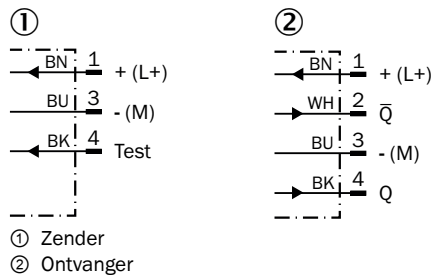 ①
BN 1 + (L+)
BU 3 - (M)
BK 4 Test
②
BN 1 + (L+)
WH 2 Q̅
BU 3 - (M)
BK 4 Q
① Zender
② Ontvanger